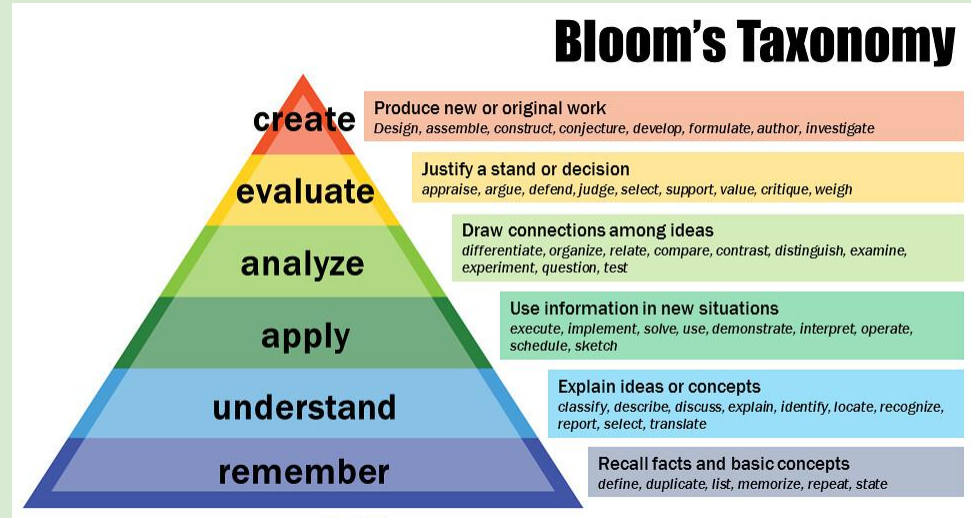 Bloom's Taxonomy
create
Produce new or original work
Design, assemble, construct, conjecture, develop, formulate, author, investigate
evaluate
Justify a stand or decision
appraise, argue, defend, judge, select, support, value, critique, weigh
analyze
Draw connections among ideas
differentiate, organize, relate, compare, contrast, distinguish, examine,
experiment, question, test
apply
Use information in new situations
execute, implement, solve, use, demonstrate, interpret, operate,
schedule, sketch
understand
Explain ideas or concepts
classify, describe, discuss, explain, identify, locate, recognize,
report, select, translate
remember
Recall facts and basic concepts
define, duplicate, list, memorize, repeat, state